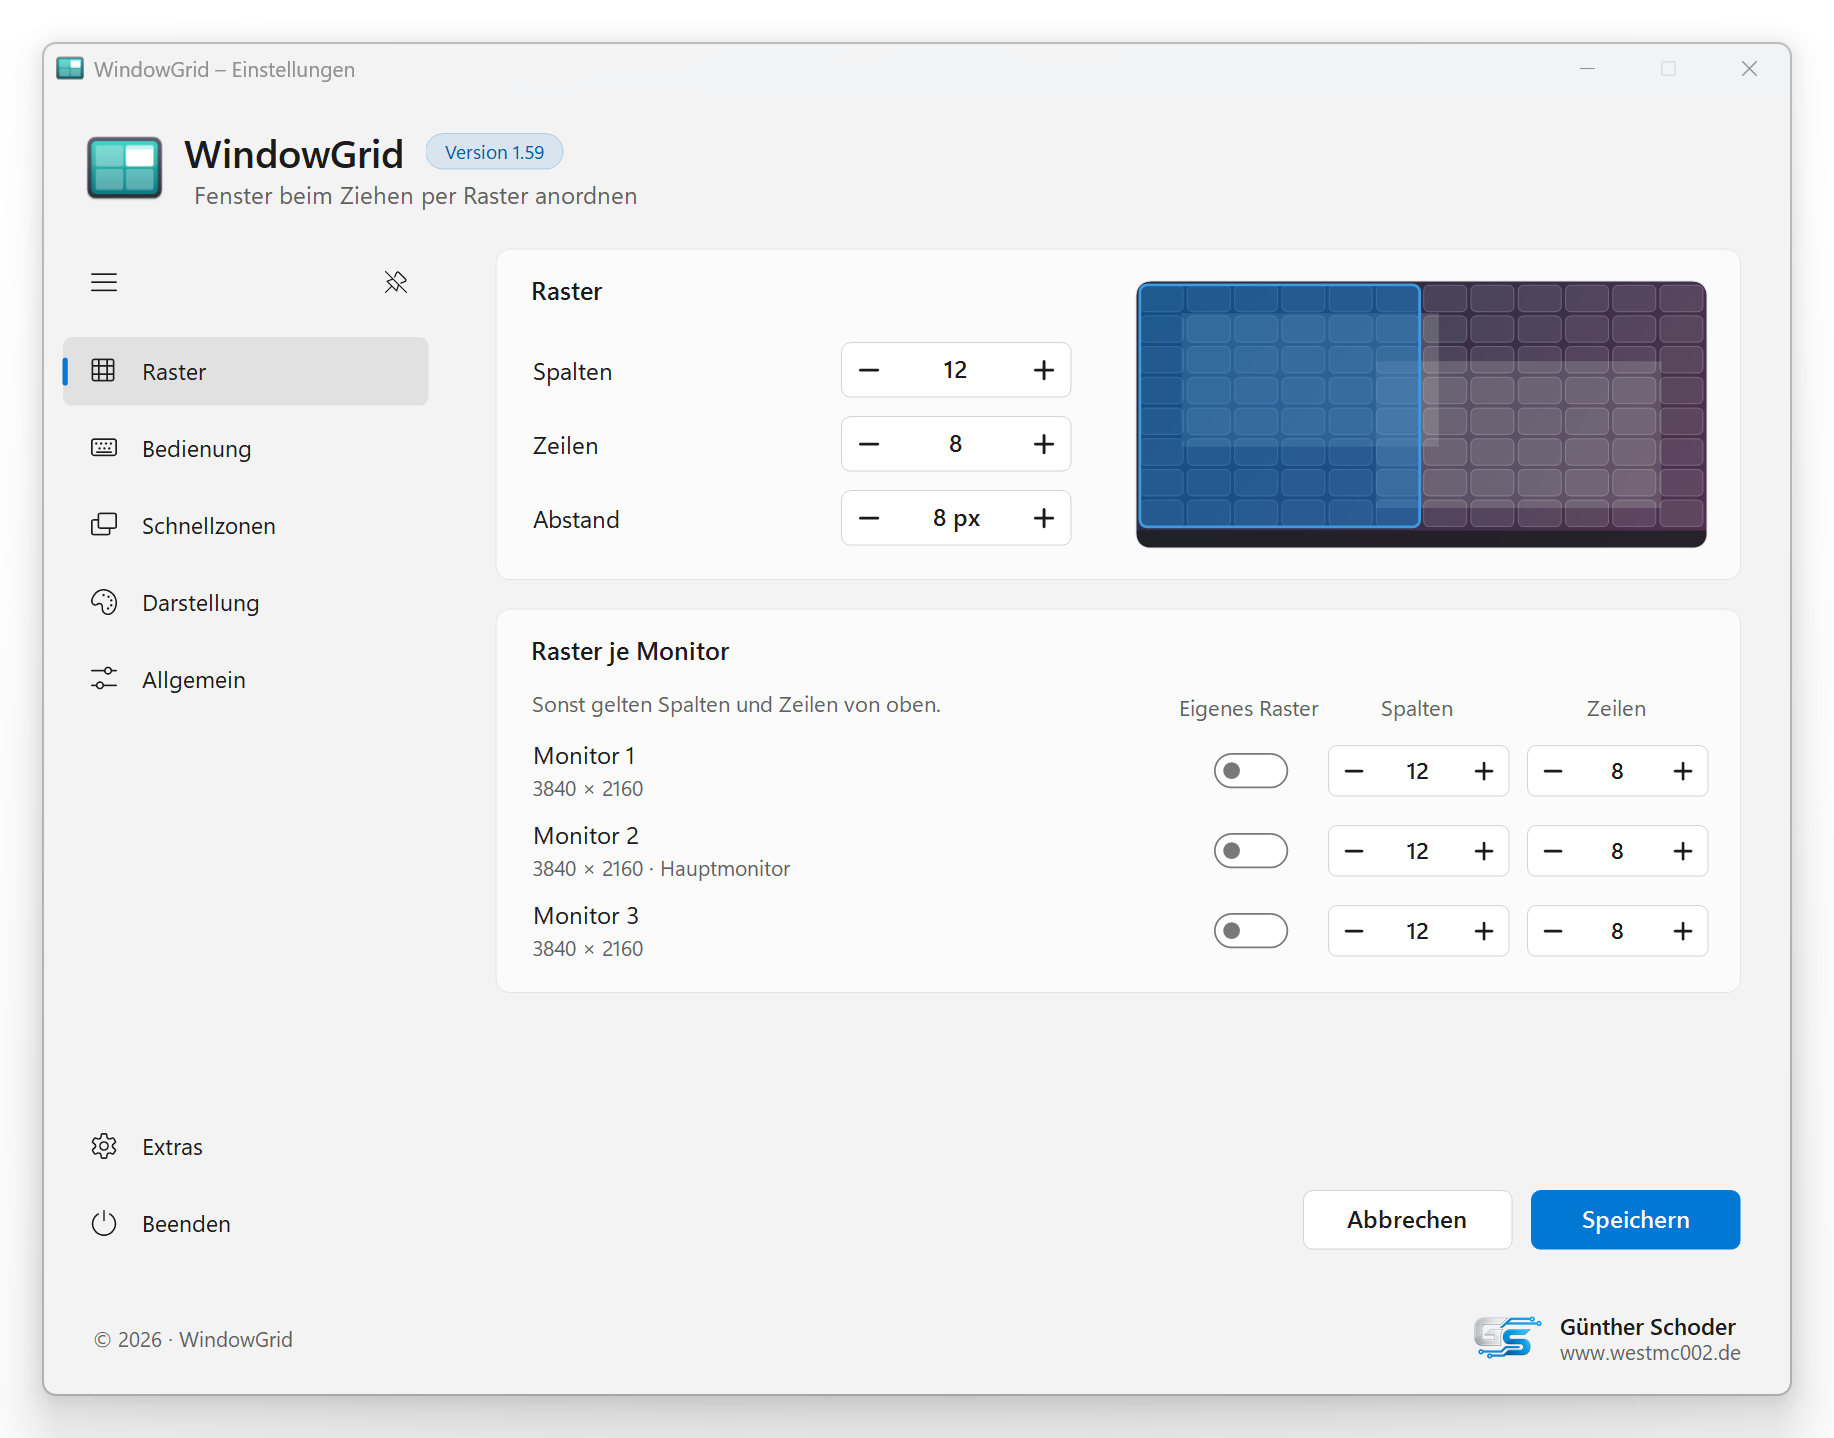 WindowGrid – Einstellungen
WindowGrid
Version 1.59
Fenster beim Ziehen per Raster anordnen
Raster
Bedienung
Schnellzonen
Darstellung
Allgemein
Extras
Beenden
Raster
Spalten
12
Zeilen
8
Abstand
8 px
Raster je Monitor
Sonst gelten Spalten und Zeilen von oben.
Eigenes Raster
Spalten
Zeilen
Monitor 1
3840 × 2160
12
8
Monitor 2
3840 × 2160 · Hauptmonitor
12
8
Monitor 3
3840 × 2160
12
8
Abbrechen
Speichern
© 2026 · WindowGrid
GS
Günther Schoder
www.westmc002.de